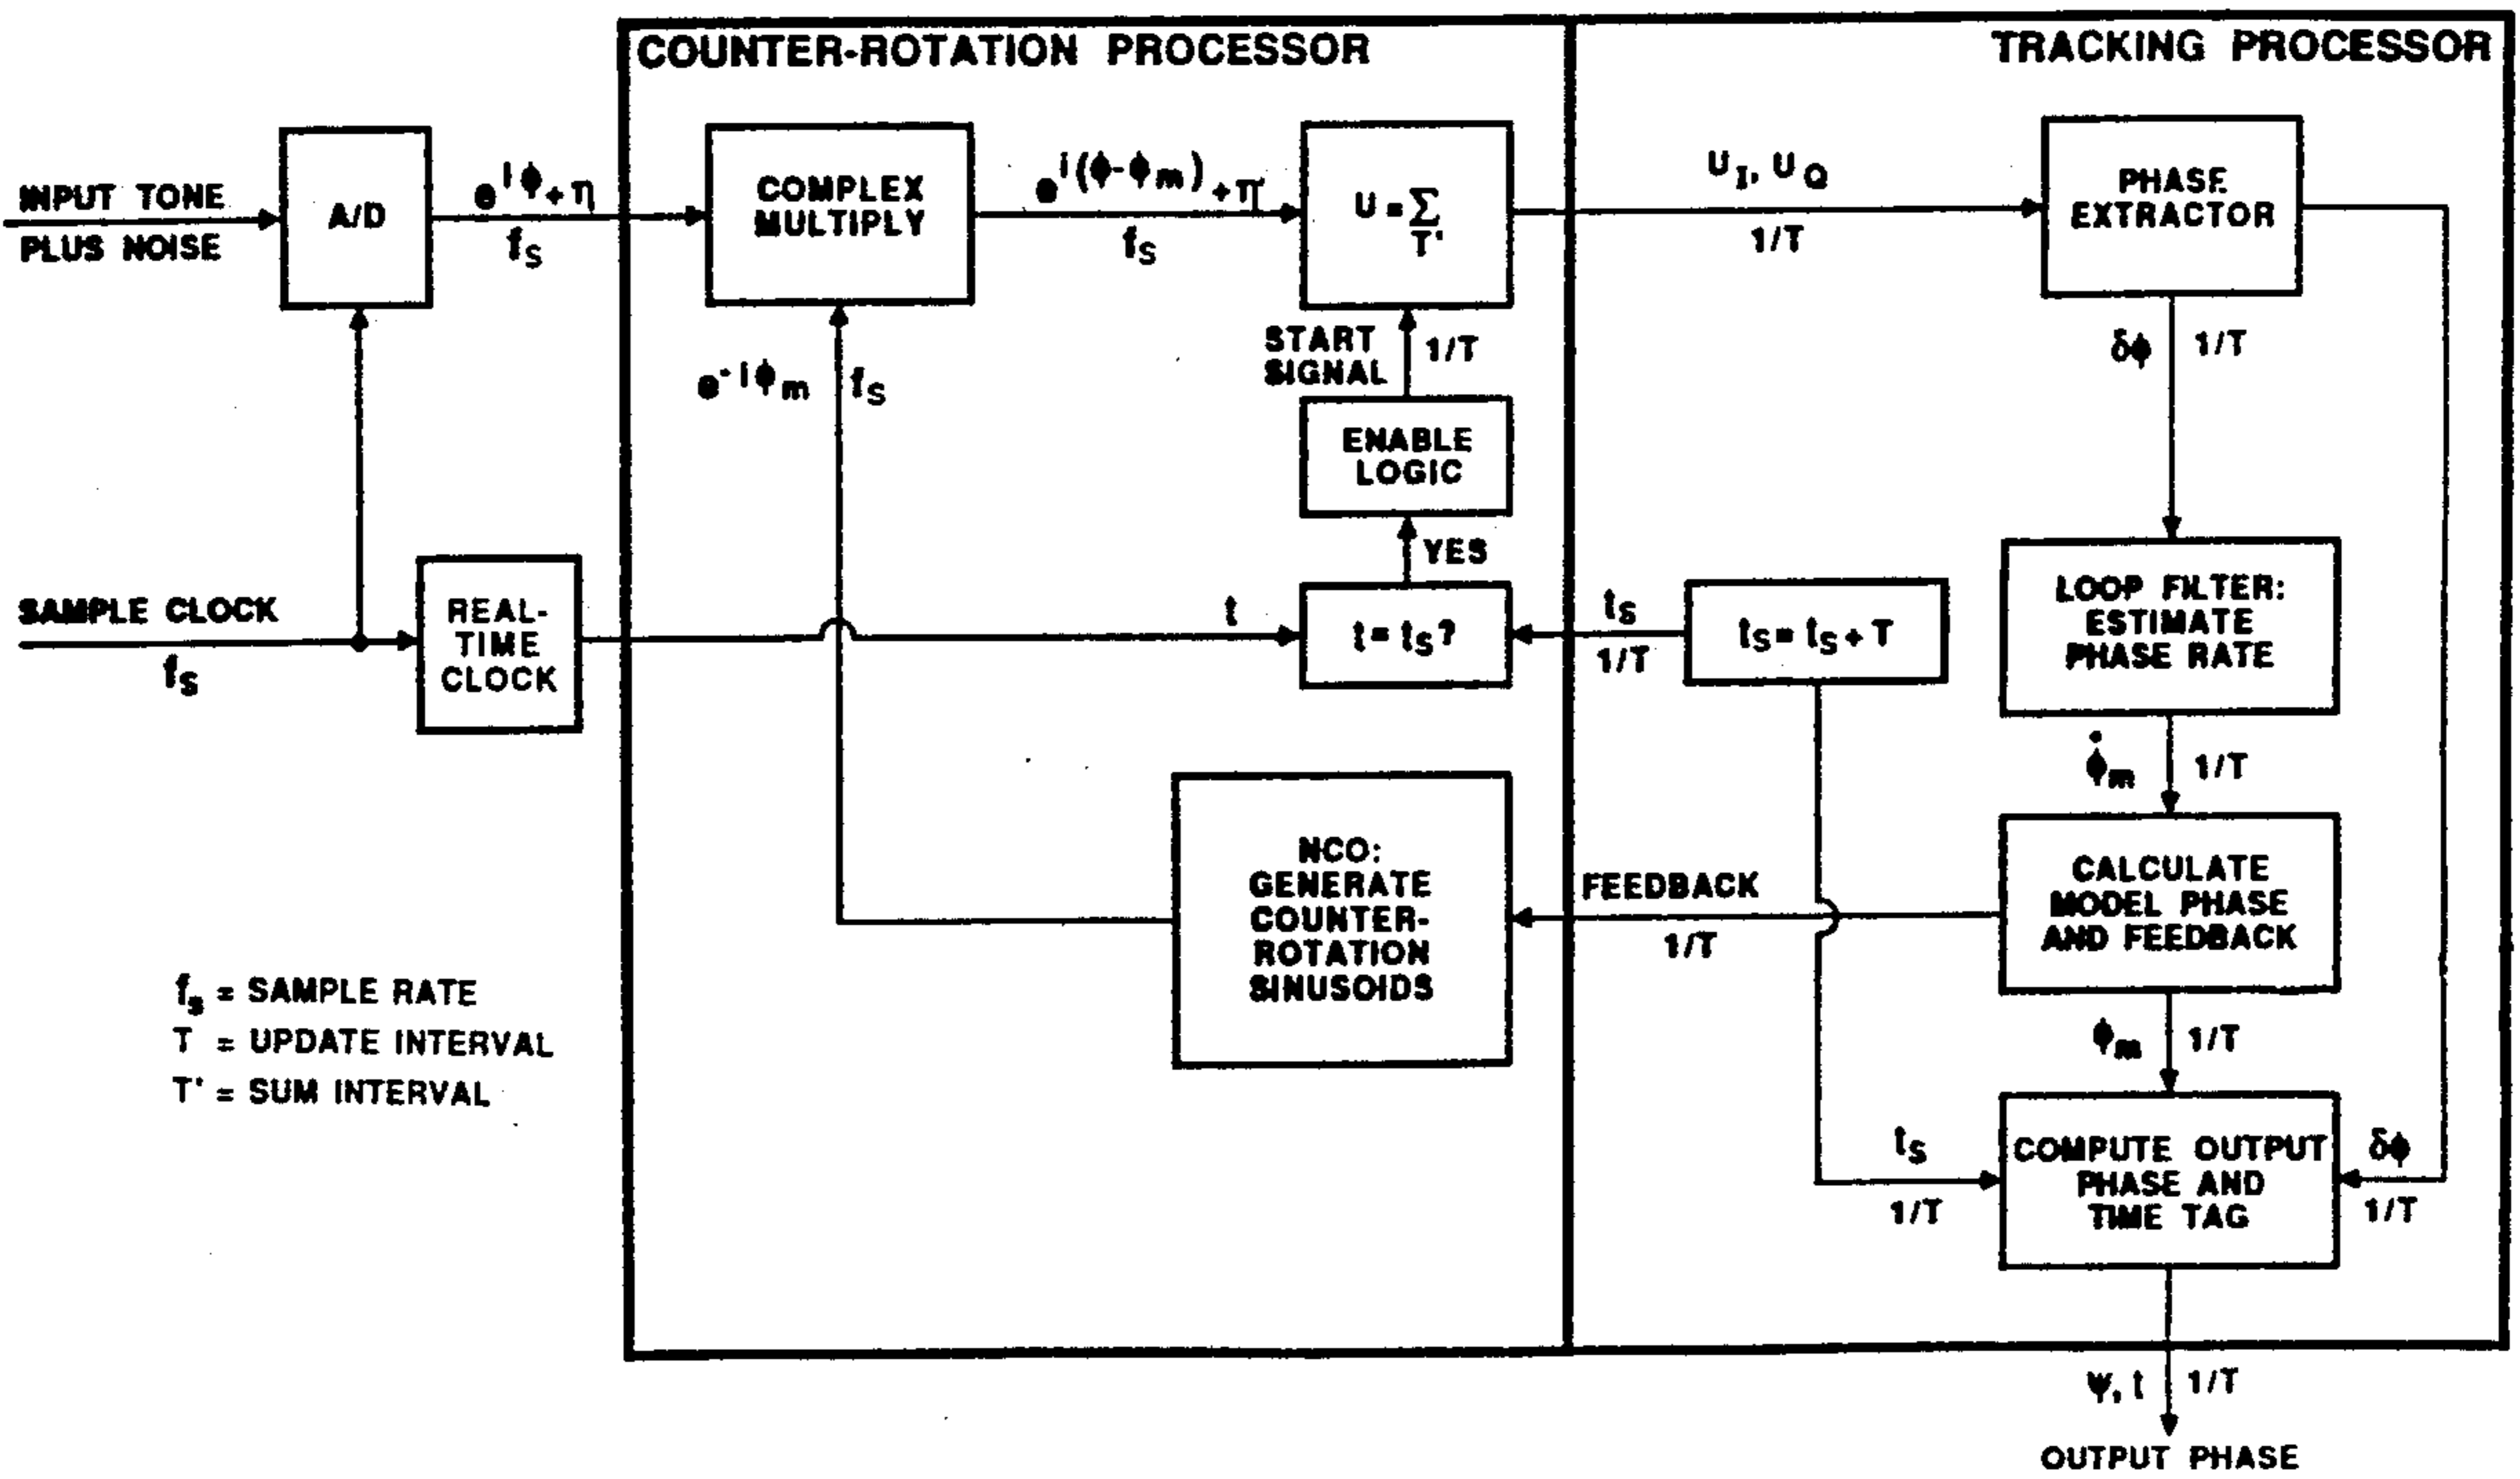 COUNTER-ROTATION PROCESSOR
TRACKING PROCESSOR
INPUT TONE
PLUS NOISE
A/D
e^{iϕ}+η
f_S
COMPLEX
MULTIPLY
e^{i(ϕ-ϕ_m)}+η'
f_S
U = Σ
T'
U_I, U_Q
1/T
PHASE
EXTRACTOR
START
SIGNAL
1/T
e^{-iϕ_m}
f_S
δϕ
1/T
ENABLE
LOGIC
YES
SAMPLE CLOCK
f_S
REAL-
TIME
CLOCK
t
t = t_S?
t_S
1/T
t_S = t_S + T
LOOP FILTER:
ESTIMATE
PHASE RATE
ϕ̇_m
1/T
NCO:
GENERATE
COUNTER-
ROTATION
SINUSOIDS
FEEDBACK
1/T
CALCULATE
MODEL PHASE
AND FEEDBACK
f_s = SAMPLE RATE
T = UPDATE INTERVAL
T' = SUM INTERVAL
ϕ_m
1/T
t_S
1/T
COMPUTE OUTPUT
PHASE AND
TIME TAG
δϕ
1/T
ψ, t
1/T
OUTPUT PHASE